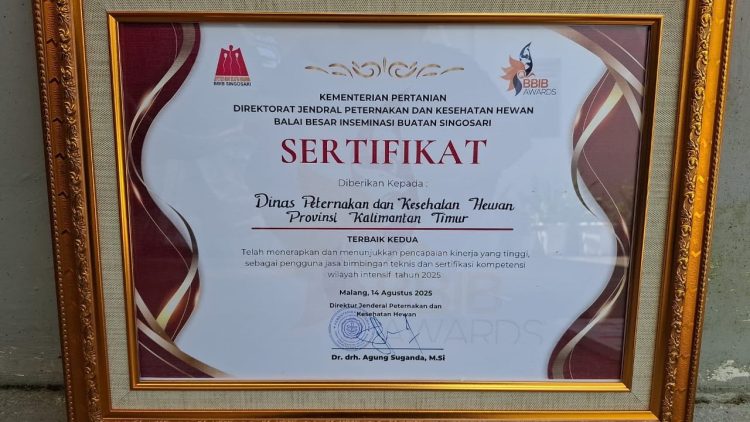 BBIB SINGOSARI
BBIB
AWARDS
KEMENTERIAN PERTANIAN
DIREKTORAT JENDRAL PETERNAKAN DAN KESEHATAN HEWAN
BALAI BESAR INSEMINASI BUATAN SINGOSARI
SERTIFIKAT
Diberikan Kepada :
Dinas Peternakan dan Kesehatan Hewan
Provinsi Kalimantan Timur
TERBAIK KEDUA
Telah menerapkan dan menunjukkan pencapaian kinerja yang tinggi,
sebagai pengguna jasa bimbingan teknis dan sertifikasi kompetensi
wilayah intensif tahun 2025
Malang, 14 Agustus 2025
Direktur Jenderal Peternakan dan
Kesehatan Hewan
BBIB
AWARDS
Dr. drh. Agung Suganda, M.Si